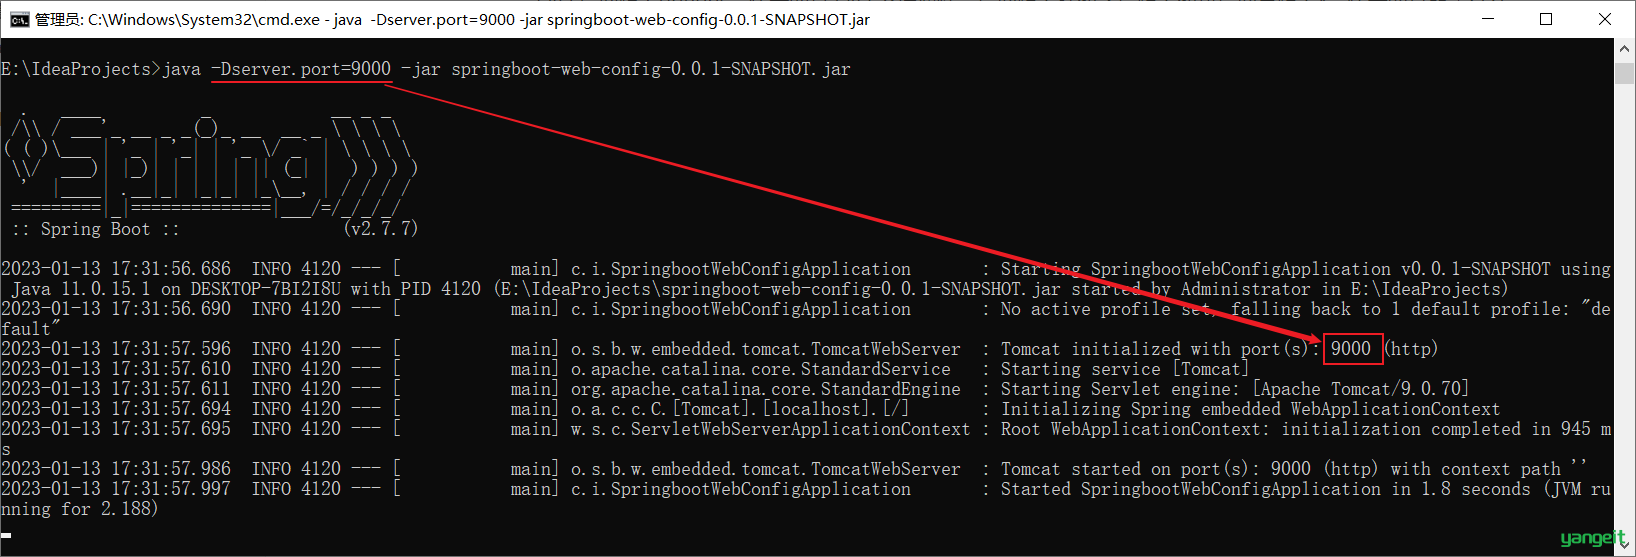 管理员: C:\Windows\System32\cmd.exe - java  -Dserver.port=9000 -jar springboot-web-config-0.0.1-SNAPSHOT.jar
E:\IdeaProjects>java -Dserver.port=9000 -jar springboot-web-config-0.0.1-SNAPSHOT.jar
:: Spring Boot ::                (v2.7.7)
2023-01-13 17:31:56.686  INFO 4120 --- [           main] c.i.SpringbootWebConfigApplication       : Starting SpringbootWebConfigApplication v0.0.1-SNAPSHOT using
Java 11.0.15.1 on DESKTOP-7BI2I8U with PID 4120 (E:\IdeaProjects\springboot-web-config-0.0.1-SNAPSHOT.jar started by Administrator in E:\IdeaProjects)
2023-01-13 17:31:56.690  INFO 4120 --- [           main] c.i.SpringbootWebConfigApplication       : No active profile set, falling back to 1 default profile: "de
fault"
2023-01-13 17:31:57.596  INFO 4120 --- [           main] o.s.b.w.embedded.tomcat.TomcatWebServer  : Tomcat initialized with port(s): 9000 (http)
2023-01-13 17:31:57.610  INFO 4120 --- [           main] o.apache.catalina.core.StandardService   : Starting service [Tomcat]
2023-01-13 17:31:57.611  INFO 4120 --- [           main] org.apache.catalina.core.StandardEngine  : Starting Servlet engine: [Apache Tomcat/9.0.70]
2023-01-13 17:31:57.694  INFO 4120 --- [           main] o.a.c.c.C.[Tomcat].[localhost].[/]       : Initializing Spring embedded WebApplicationContext
2023-01-13 17:31:57.695  INFO 4120 --- [           main] w.s.c.ServletWebServerApplicationContext : Root WebApplicationContext: initialization completed in 945 m
s
2023-01-13 17:31:57.986  INFO 4120 --- [           main] o.s.b.w.embedded.tomcat.TomcatWebServer  : Tomcat started on port(s): 9000 (http) with context path ''
2023-01-13 17:31:57.997  INFO 4120 --- [           main] c.i.SpringbootWebConfigApplication       : Started SpringbootWebConfigApplication in 1.8 seconds (JVM ru
nning for 2.188)
yangeit